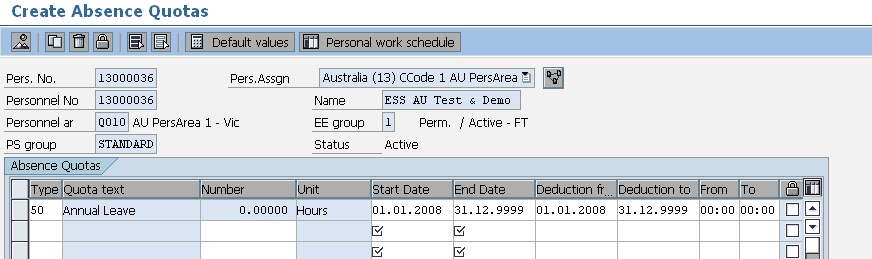 Create Absence Quotas
Default values Personal work schedule
Pers. No. 13000036 Pers.Assgn Australia (13) CCode 1 AU PersArea
Personnel No 13000036 Name ESS AU Test & Demo
Personnel ar Q010 AU PersArea 1 - Vic EE group 1 Perm. / Active - FT
PS group STANDARD Status Active
Absence Quotas
Type Quota text Number Unit Start Date End Date Deduction fr... Deduction to From To
50 Annual Leave 0.00000 Hours 01.01.2008 31.12.9999 01.01.2008 31.12.9999 00:00 00:00